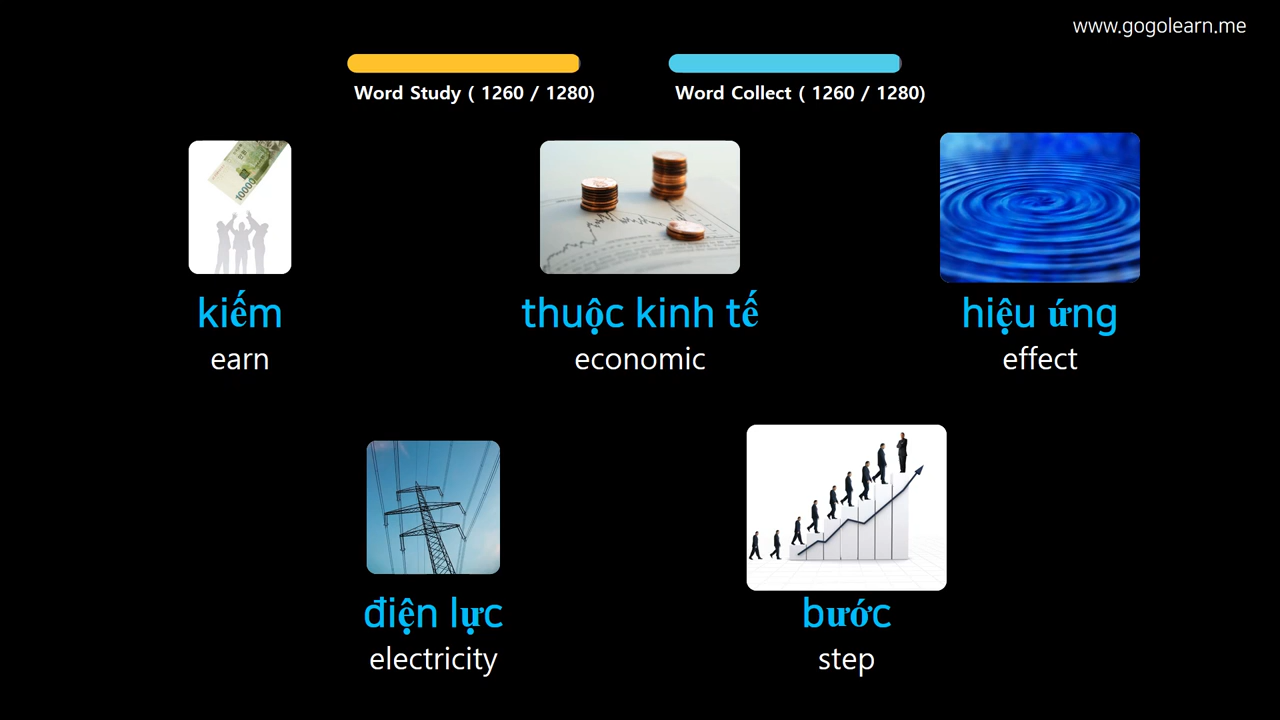 www.gogolearn.me
Word Study ( 1260 / 1280)
Word Collect ( 1260 / 1280)
10000
kiếm
earn
thuộc kinh tế
economic
hiệu ứng
effect
điện lực
electricity
bước
step